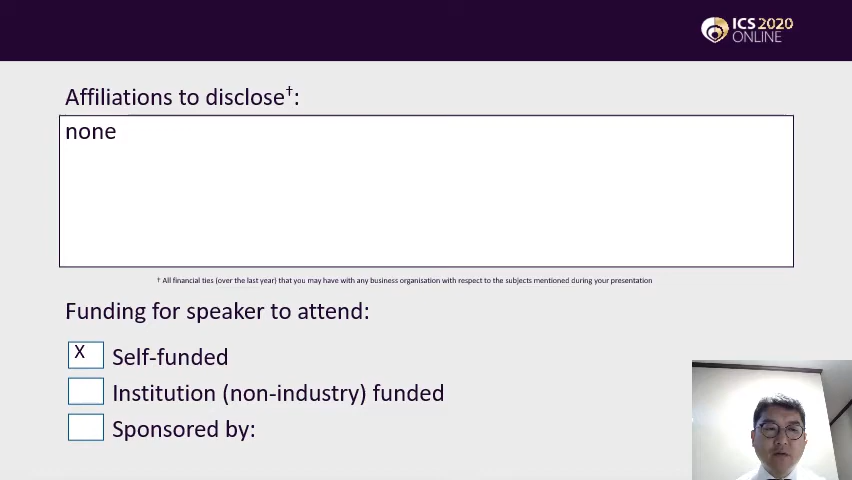 ICS 2020
ONLINE
Affiliations to disclose†:
none
† All financial ties (over the last year) that you may have with any business organisation with respect to the subjects mentioned during your presentation
Funding for speaker to attend:
X Self-funded
Institution (non-industry) funded
Sponsored by: